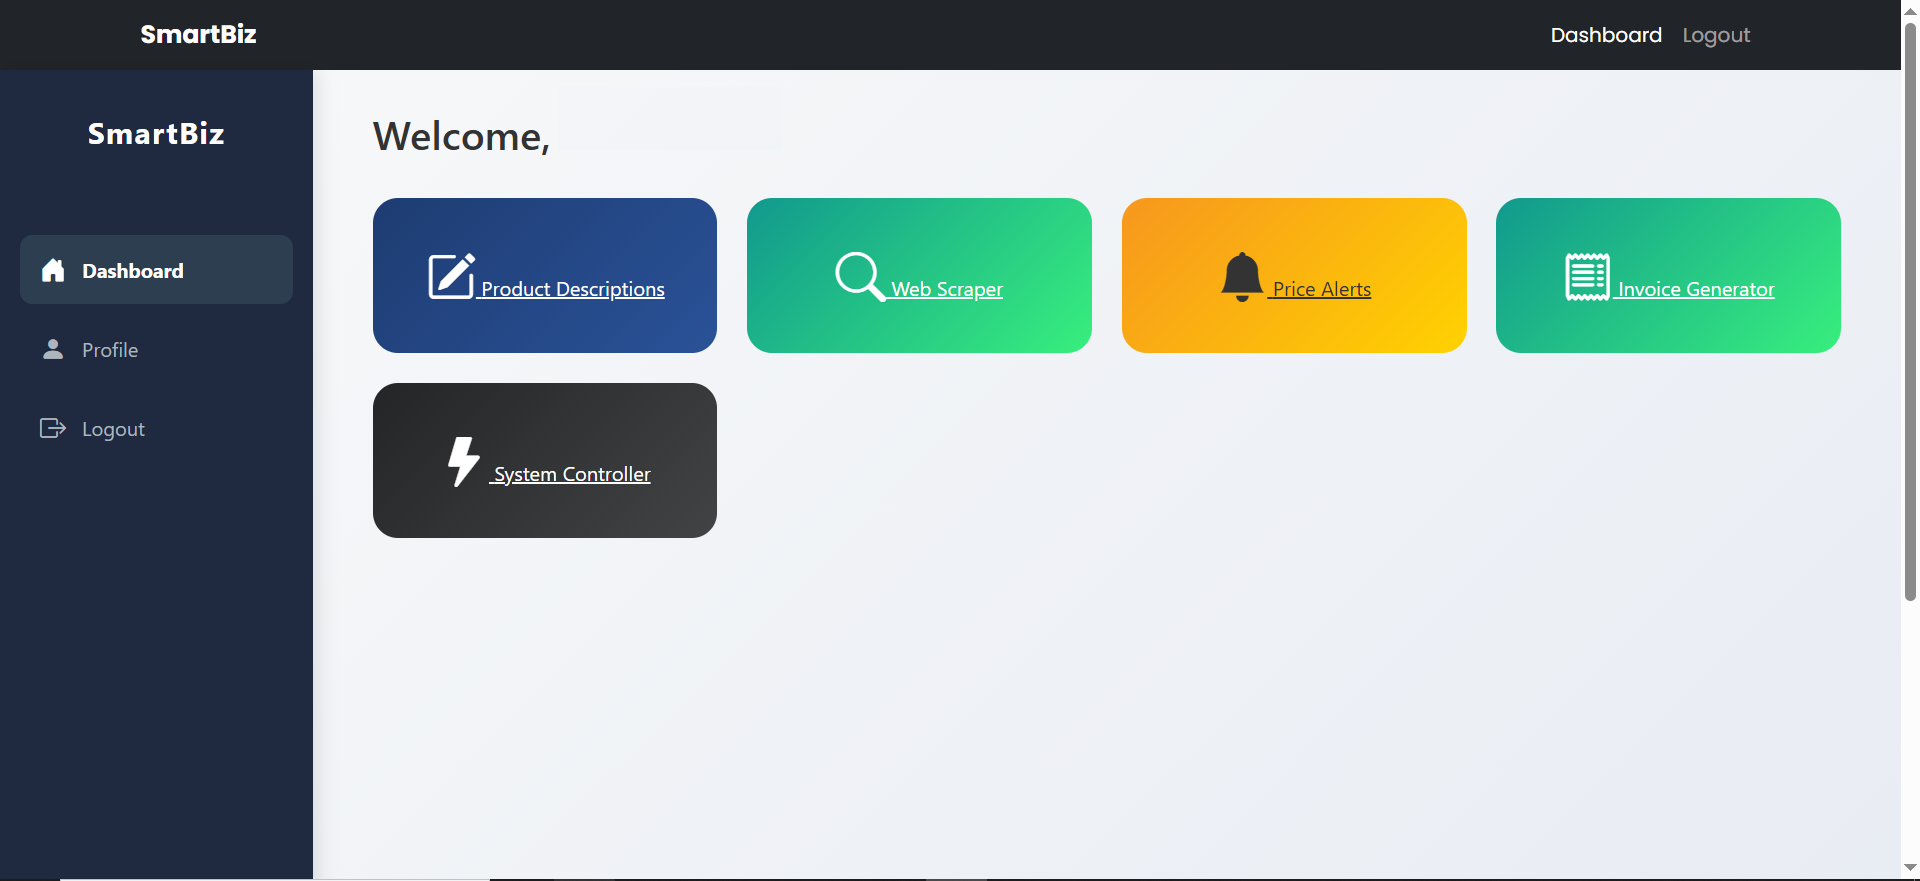 SmartBiz
Dashboard Logout
SmartBiz
Dashboard
Profile
Logout
Welcome,
Product Descriptions
Web Scraper
Price Alerts
Invoice Generator
System Controller